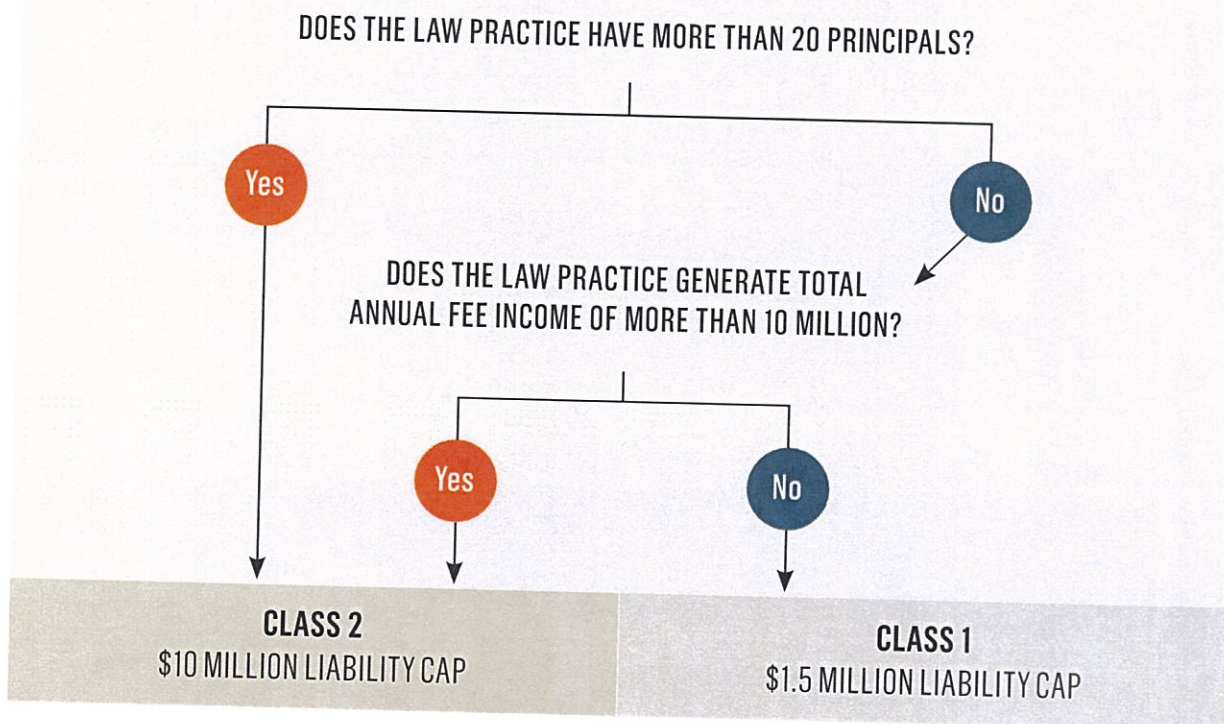 DOES THE LAW PRACTICE HAVE MORE THAN 20 PRINCIPALS?
Yes
No
DOES THE LAW PRACTICE GENERATE TOTAL
ANNUAL FEE INCOME OF MORE THAN 10 MILLION?
Yes
No
CLASS 2
$10 MILLION LIABILITY CAP
CLASS 1
$1.5 MILLION LIABILITY CAP